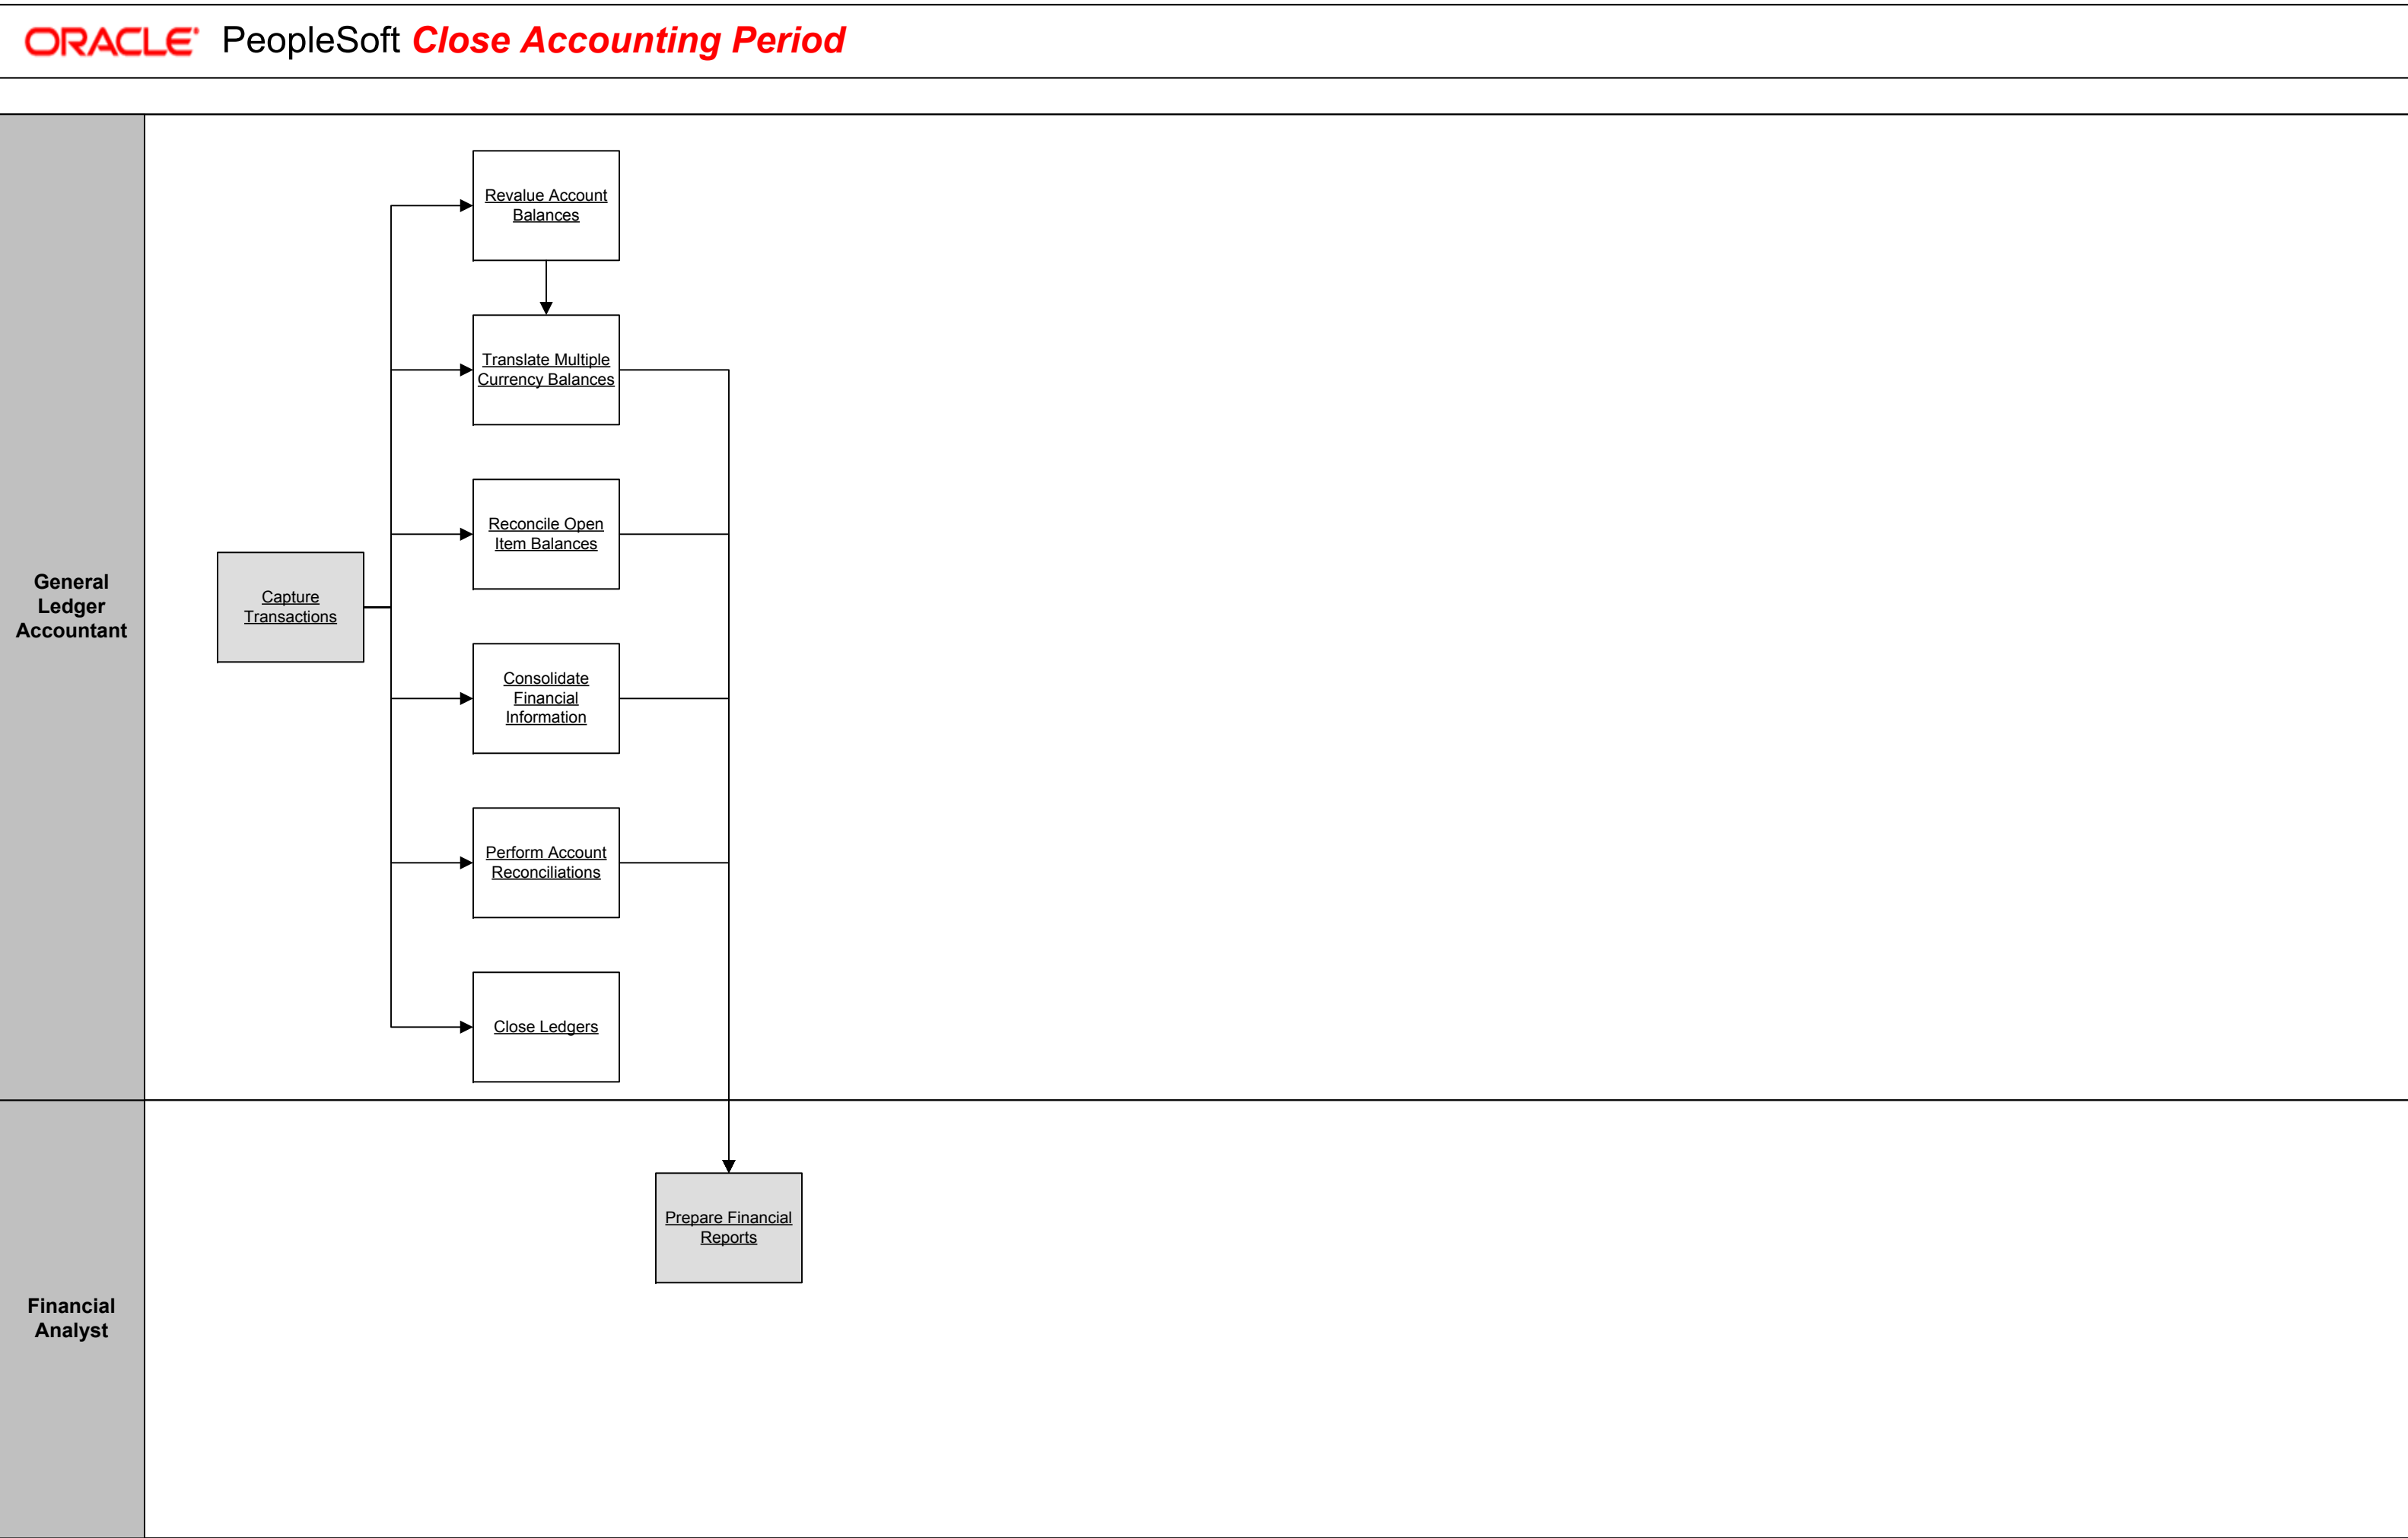 ORACLE® PeopleSoft Close Accounting Period
General
Ledger
Accountant
Capture
Transactions
Revalue Account
Balances
Translate Multiple
Currency Balances
Reconcile Open
Item Balances
Consolidate
Financial
Information
Perform Account
Reconciliations
Close Ledgers
Financial
Analyst
Prepare Financial
Reports